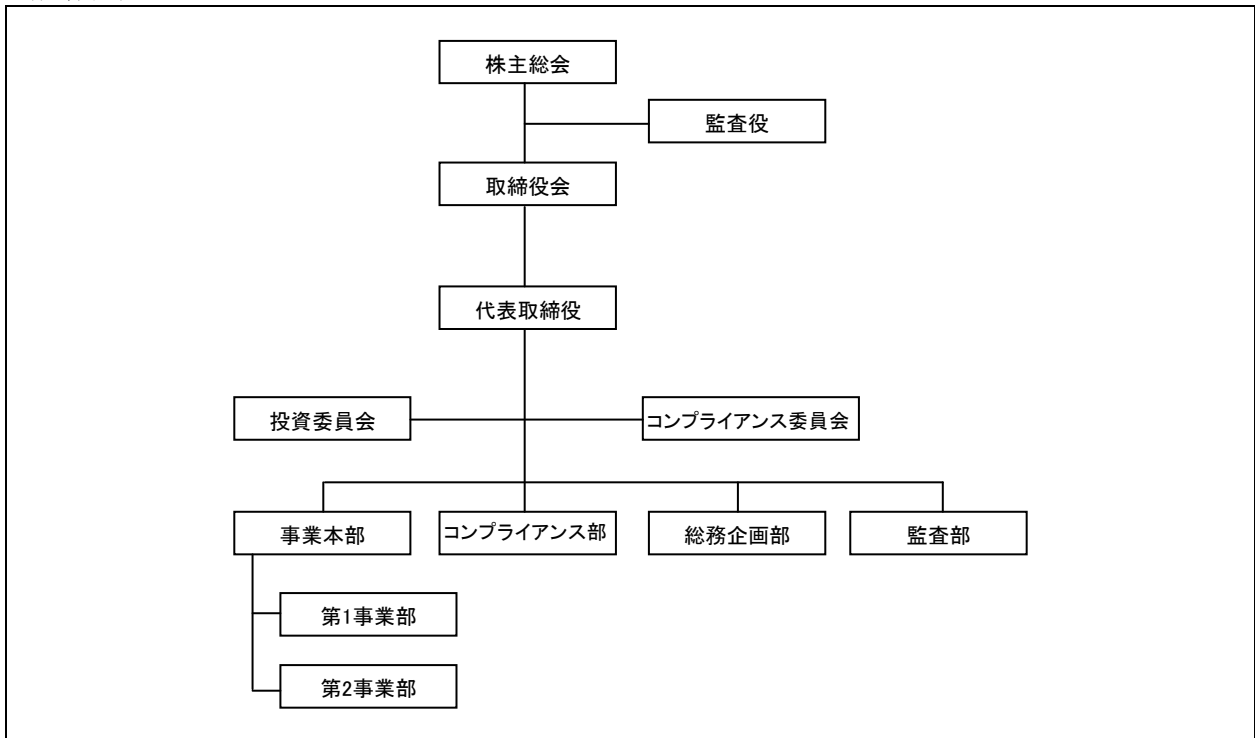 株主総会
監査役
取締役会
代表取締役
投資委員会
コンプライアンス委員会
事業本部
コンプライアンス部
総務企画部
監査部
第1事業部
第2事業部